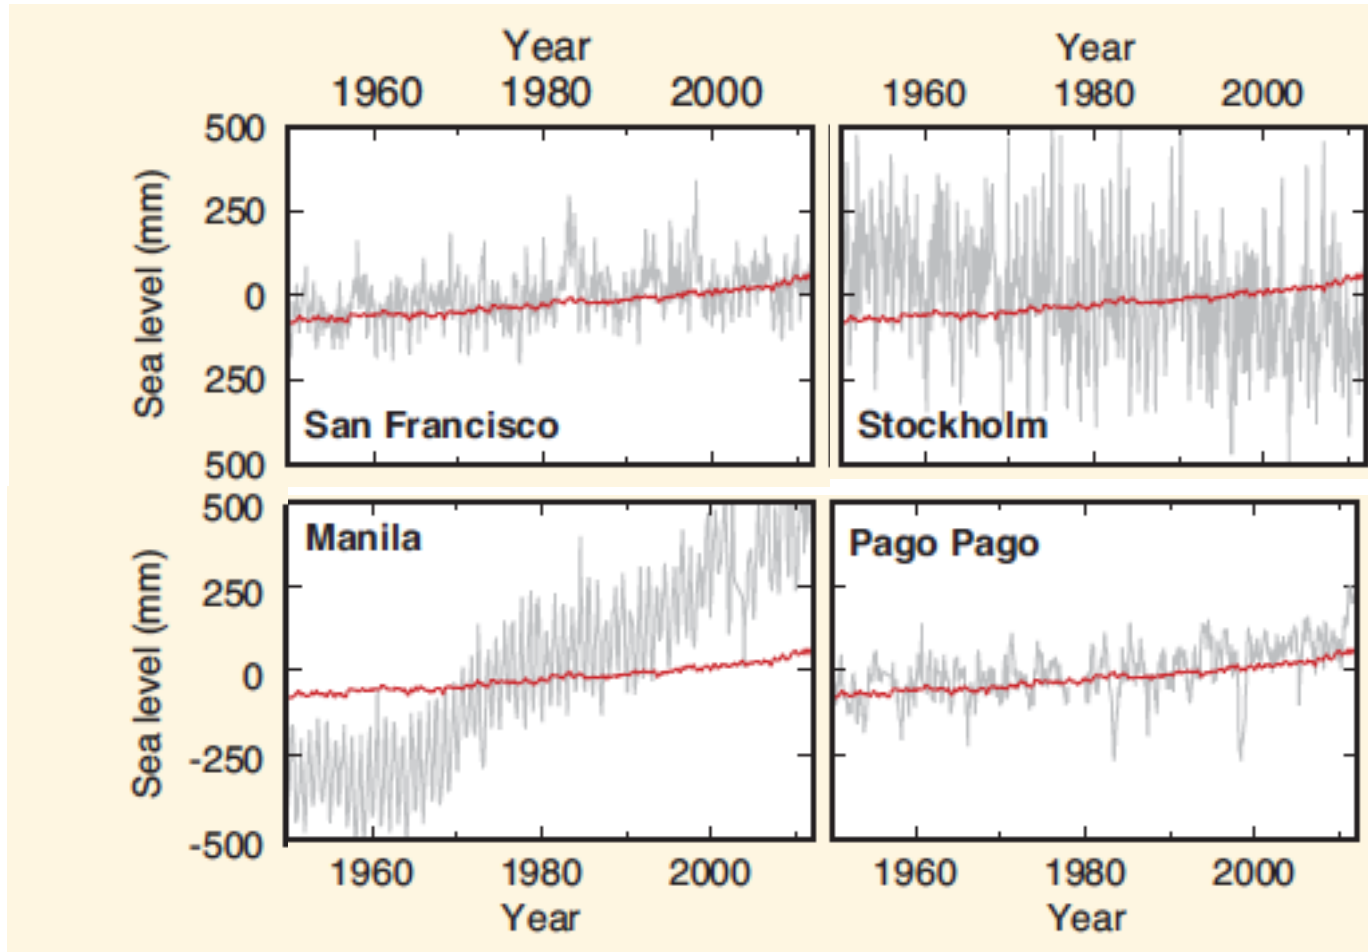 Year Year
1960 1980 2000 1960 1980 2000
500
250
0
250
500
Sea level (mm)
San Francisco Stockholm
500
250
0
-250
-500
Sea level (mm)
Manila Pago Pago
1960 1980 2000 1960 1980 2000
Year Year